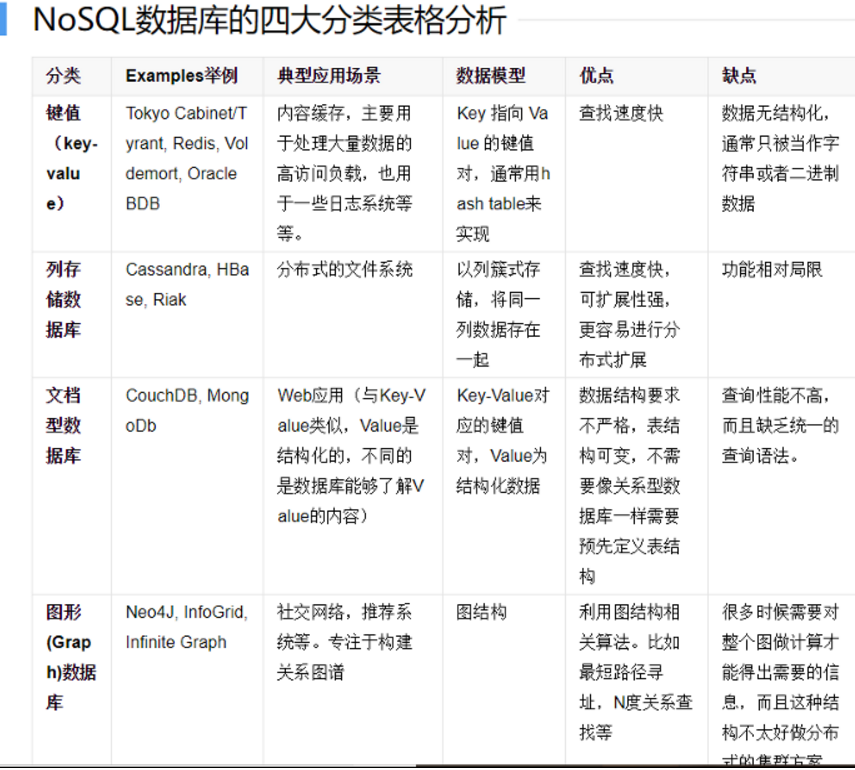 NoSQL数据库的四大分类表格分析
分类
Examples举例
典型应用场景
数据模型
优点
缺点
键值
（key-
valu
e）
Tokyo Cabinet/T
yrant, Redis, Vol
demort, Oracle
BDB
内容缓存，主要用
于处理大量数据的
高访问负载，也用
于一些日志系统等
等。
Key 指向 Va
lue 的键值
对，通常用h
ash table来
实现
查找速度快
数据无结构化，
通常只被当作字
符串或者二进制
数据
列存
储数
据库
Cassandra, HBa
se, Riak
分布式的文件系统
以列簇式存
储，将同一
列数据存在
一起
查找速度快，
可扩展性强，
更容易进行分
布式扩展
功能相对局限
文档
型数
据库
CouchDB, Mong
oDb
Web应用（与Key-V
alue类似，Value是
结构化的，不同的
是数据库能够了解V
alue的内容）
Key-Value对
应的键值
对，Value为
结构化数据
数据结构要求
不严格，表结
构可变，不需
要像关系型数
据库一样需要
预先定义表结
构
查询性能不高，
而且缺乏统一的
查询语法。
图形
(Grap
h)数据
库
Neo4J, InfoGrid,
Infinite Graph
社交网络，推荐系
统等。专注于构建
关系图谱
图结构
利用图结构相
关算法。比如
最短路径寻
址，N度关系查
找等
很多时候需要对
整个图做计算才
能得出需要的信
息，而且这种结
构不太好做分布
式的集群方案